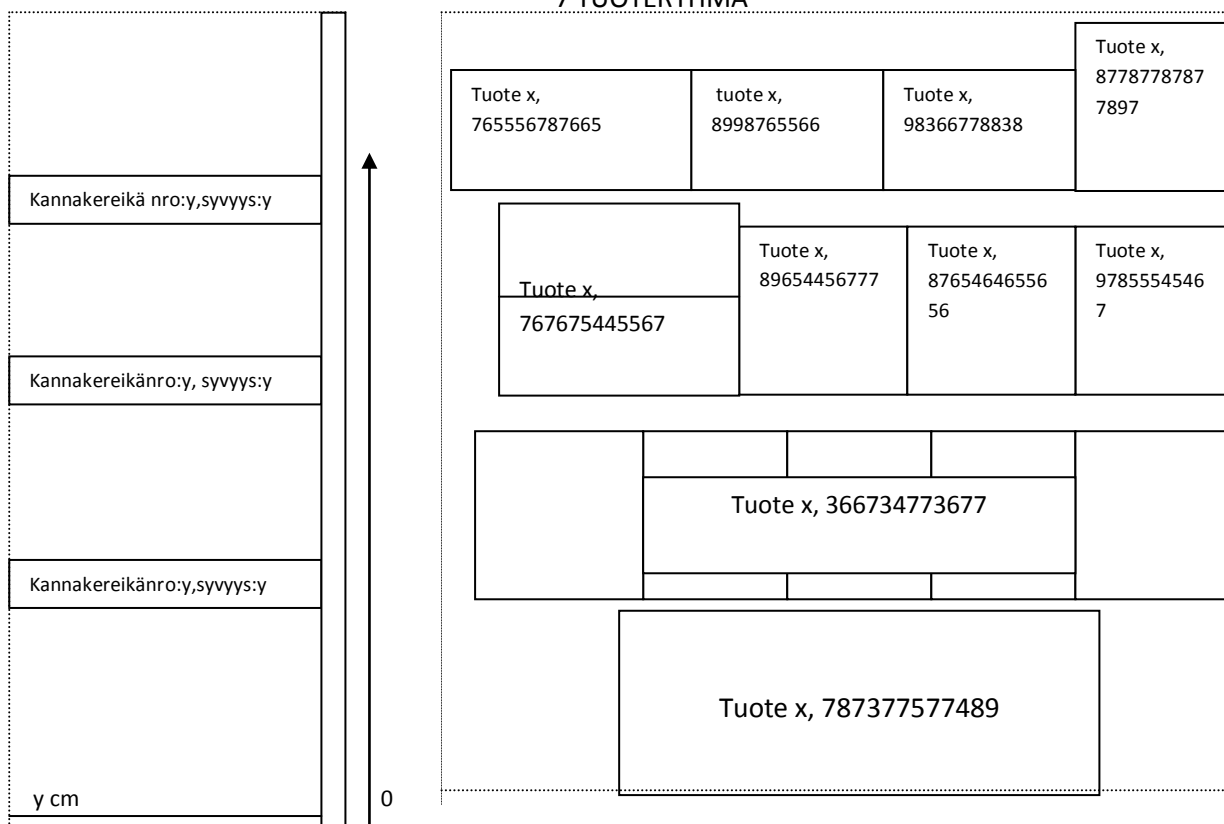 TUOTERYHMÄ
Kannakereikä nro:y,syvyys:y
Kannakereikänro:y, syvyys:y
Kannakereikänro:y,syvyys:y
y cm
0
Tuote x,
765556787665
tuote x,
8998765566
Tuote x,
98366778838
Tuote x,
8778778787
7897
Tuote x,
767675445567
Tuote x,
89654456777
Tuote x,
87654646556
56
Tuote x,
9785554546
7
Tuote x, 366734773677
Tuote x, 787377577489